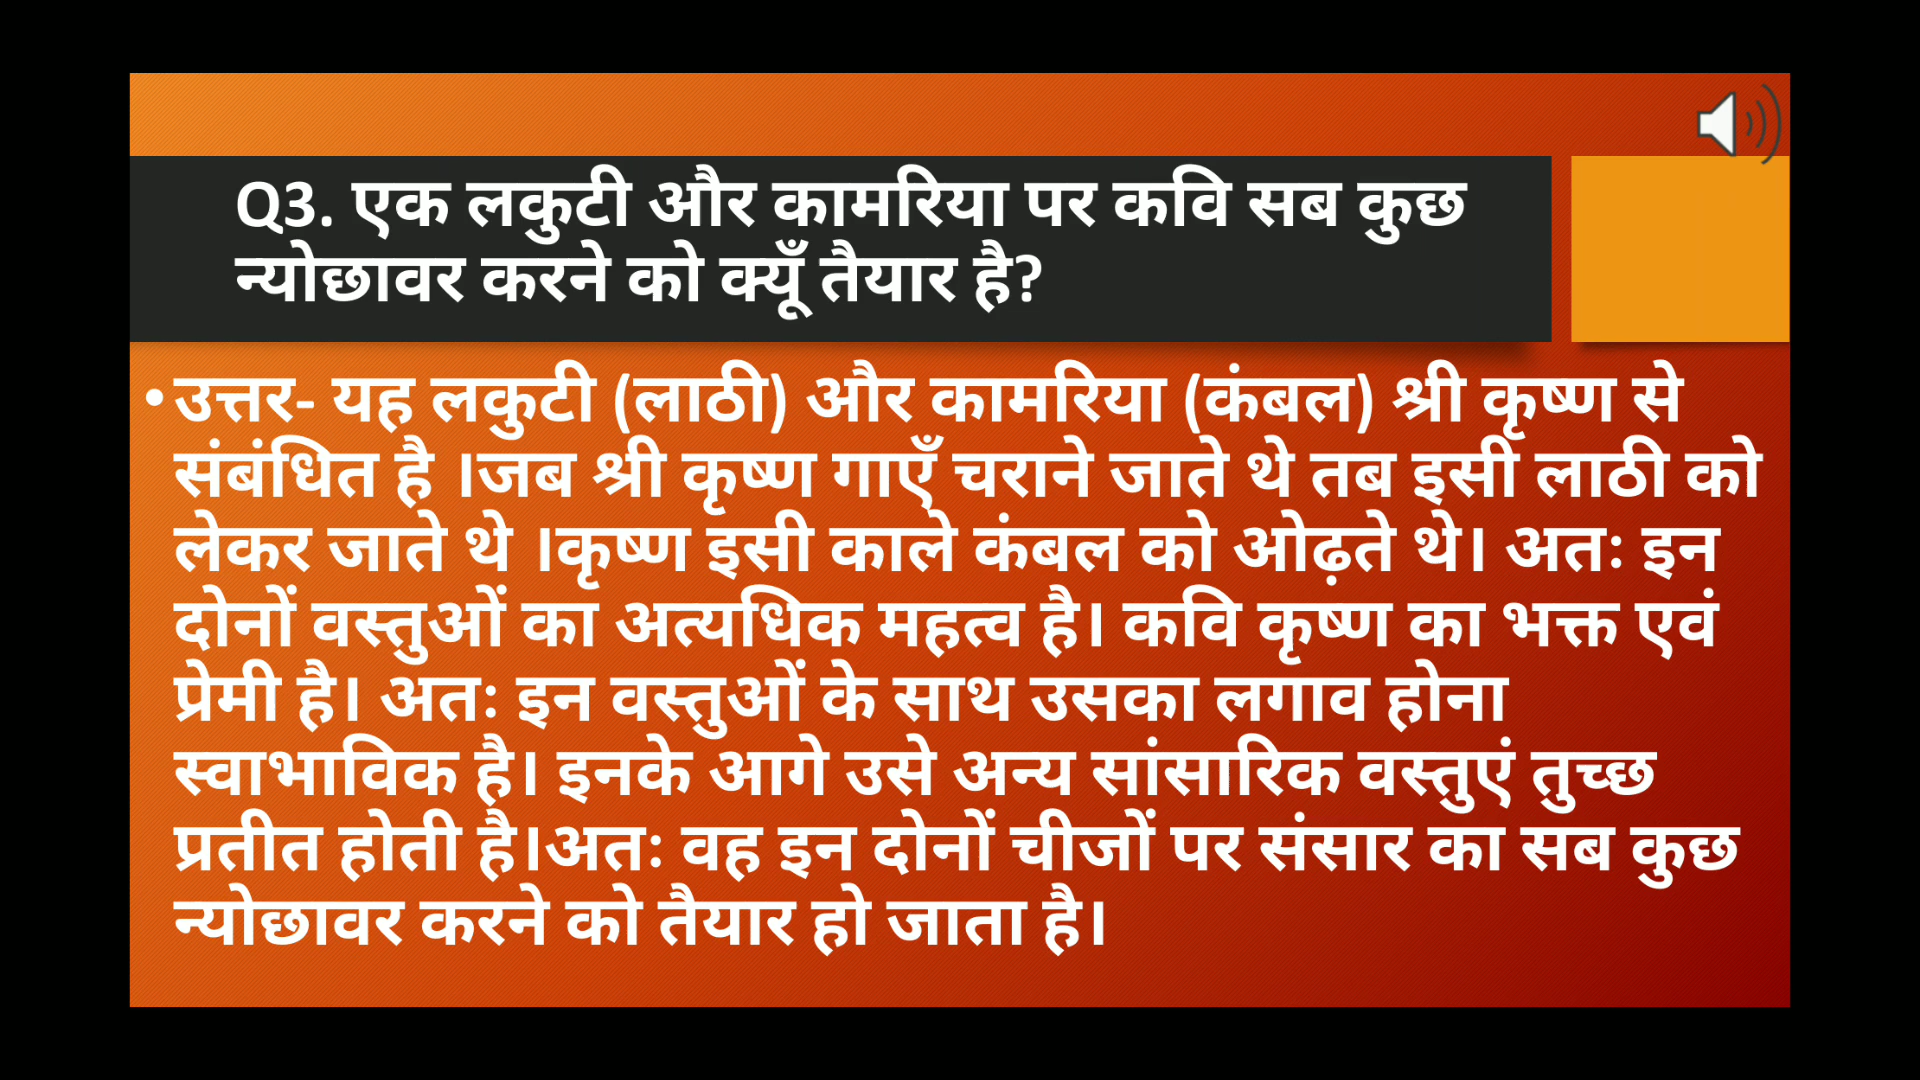 Q3. एक लकुटी और कामरिया पर कवि सब कुछ
न्योछावर करने को क्यूँ तैयार है?
•उत्तर- यह लकुटी (लाठी) और कामरिया (कंबल) श्री कृष्ण से
संबंधित है ।जब श्री कृष्ण गाएँ चराने जाते थे तब इसी लाठी को
लेकर जाते थे ।कृष्ण इसी काले कंबल को ओढ़ते थे। अतः इन
दोनों वस्तुओं का अत्यधिक महत्व है। कवि कृष्ण का भक्त एवं
प्रेमी है। अतः इन वस्तुओं के साथ उसका लगाव होना
स्वाभाविक है। इनके आगे उसे अन्य सांसारिक वस्तुएं तुच्छ
प्रतीत होती है।अतः वह इन दोनों चीजों पर संसार का सब कुछ
न्योछावर करने को तैयार हो जाता है।